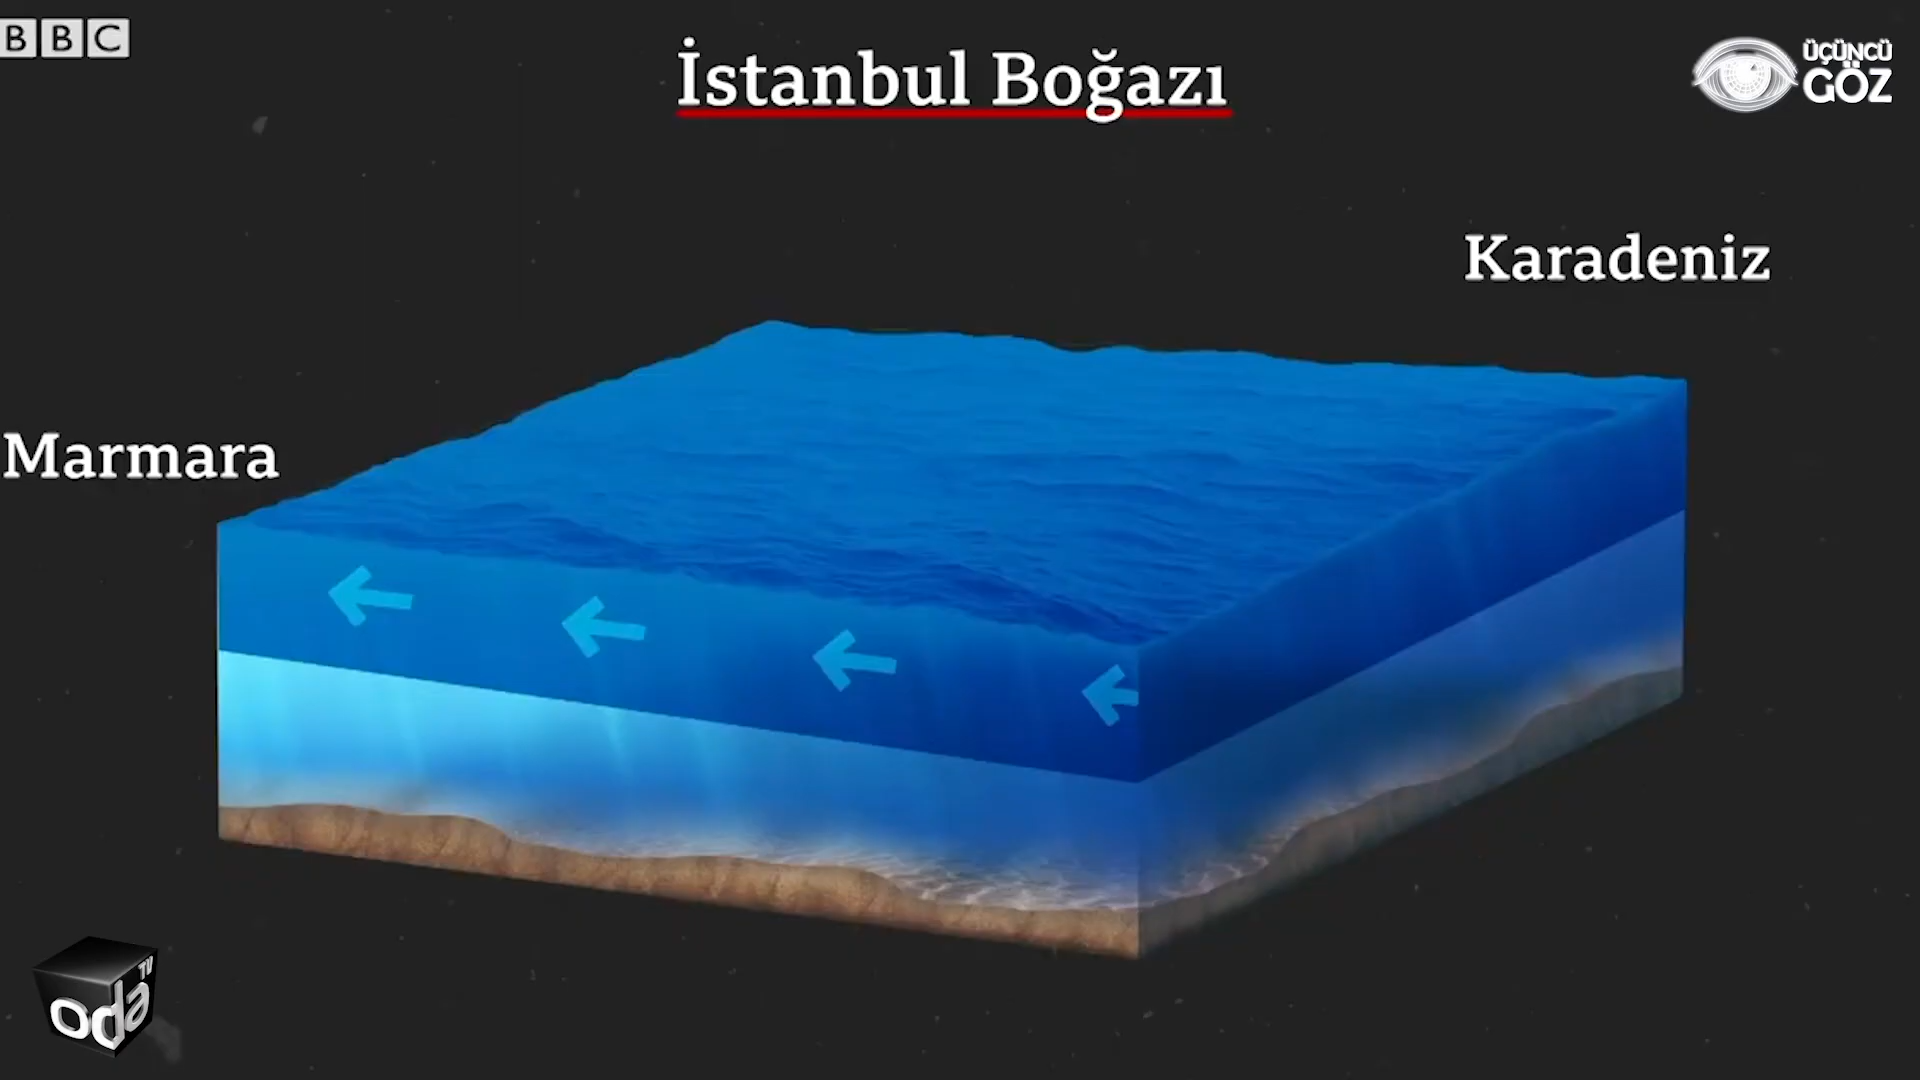 BBC
İstanbul Boğazı
ÜÇÜNCÜ
GÖZ
Karadeniz
Marmara
oda
TV